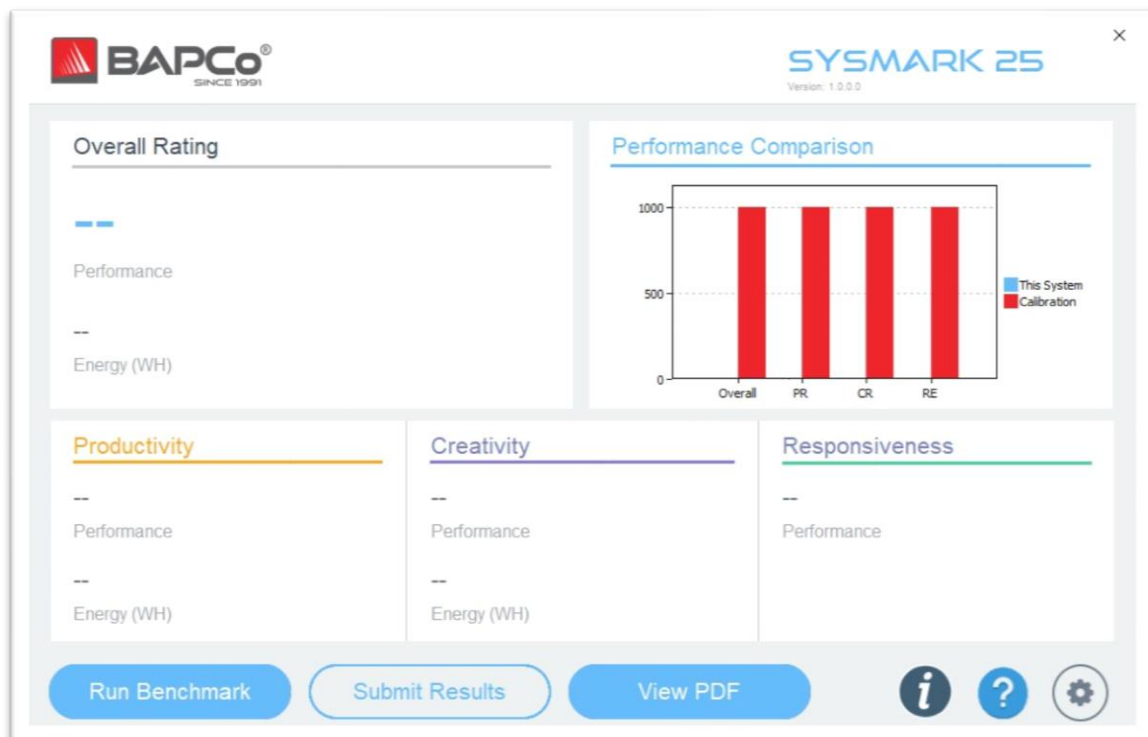 ×
BAPCo®
SINCE 1991
SYSMARK 25
Version: 1.0.0.0
Overall Rating
--
Performance
--
Energy (WH)
Performance Comparison
1000
500
0
Overall PR CR RE
This System
Calibration
Productivity
--
Performance
--
Energy (WH)
Creativity
--
Performance
--
Energy (WH)
Responsiveness
--
Performance
Run Benchmark
Submit Results
View PDF
i
?